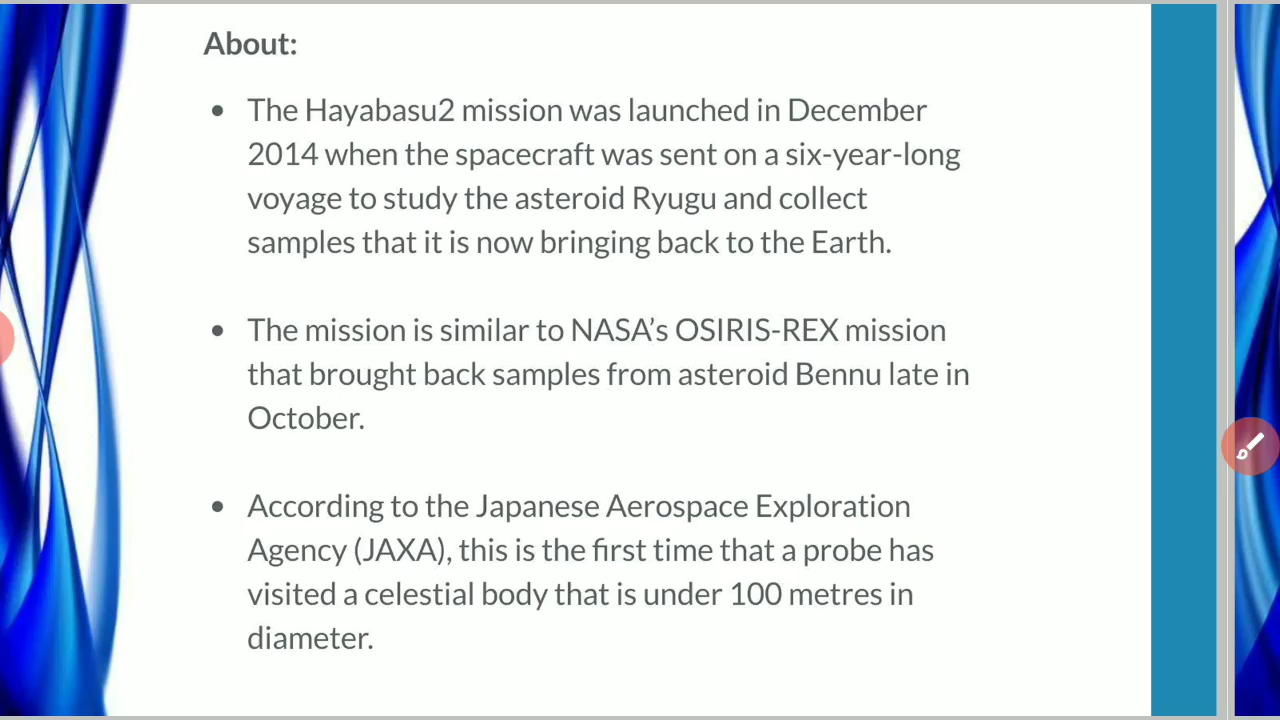 About:
• The Hayabasu2 mission was launched in December
2014 when the spacecraft was sent on a six-year-long
voyage to study the asteroid Ryugu and collect
samples that it is now bringing back to the Earth.
• The mission is similar to NASA’s OSIRIS-REX mission
that brought back samples from asteroid Bennu late in
October.
• According to the Japanese Aerospace Exploration
Agency (JAXA), this is the first time that a probe has
visited a celestial body that is under 100 metres in
diameter.